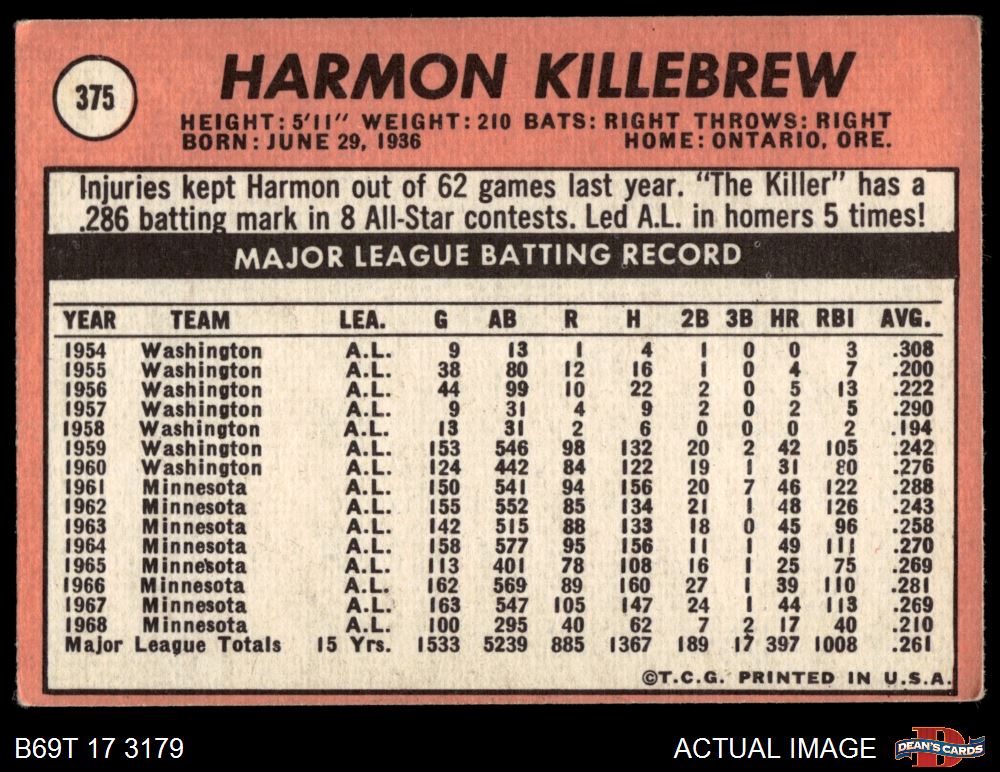 375
HARMON KILLEBREW
HEIGHT: 5'11" WEIGHT: 210 BATS: RIGHT THROWS: RIGHT
BORN: JUNE 29, 1936 HOME: ONTARIO, ORE.
Injuries kept Harmon out of 62 games last year. "The Killer" has a
.286 batting mark in 8 All-Star contests. Led A.L. in homers 5 times!
MAJOR LEAGUE BATTING RECORD
YEAR TEAM LEA. G AB R H 2B 3B HR RBI AVG.
1954 Washington A.L. 9 13 1 4 1 0 0 3 .308
1955 Washington A.L. 38 80 12 16 1 0 4 7 .200
1956 Washington A.L. 44 99 10 22 2 0 5 13 .222
1957 Washington A.L. 9 31 4 9 2 0 2 5 .290
1958 Washington A.L. 13 31 2 6 0 0 0 2 .194
1959 Washington A.L. 153 546 98 132 20 2 42 105 .242
1960 Washington A.L. 124 442 84 122 19 1 31 80 .276
1961 Minnesota A.L. 150 541 94 156 20 7 46 122 .288
1962 Minnesota A.L. 155 552 85 134 21 1 48 126 .243
1963 Minnesota A.L. 142 515 88 133 18 0 45 96 .258
1964 Minnesota A.L. 158 577 95 156 11 1 49 111 .270
1965 Minnesota A.L. 113 401 78 108 16 1 25 75 .269
1966 Minnesota A.L. 162 569 89 160 27 1 39 110 .281
1967 Minnesota A.L. 163 547 105 147 24 1 44 113 .269
1968 Minnesota A.L. 100 295 40 62 7 2 17 40 .210
Major League Totals 15 Yrs. 1533 5239 885 1367 189 17 397 1008 .261
©T.C.G. PRINTED IN U.S.A.
B69T 17 3179 ACTUAL IMAGE
D
DEAN'S CARDS